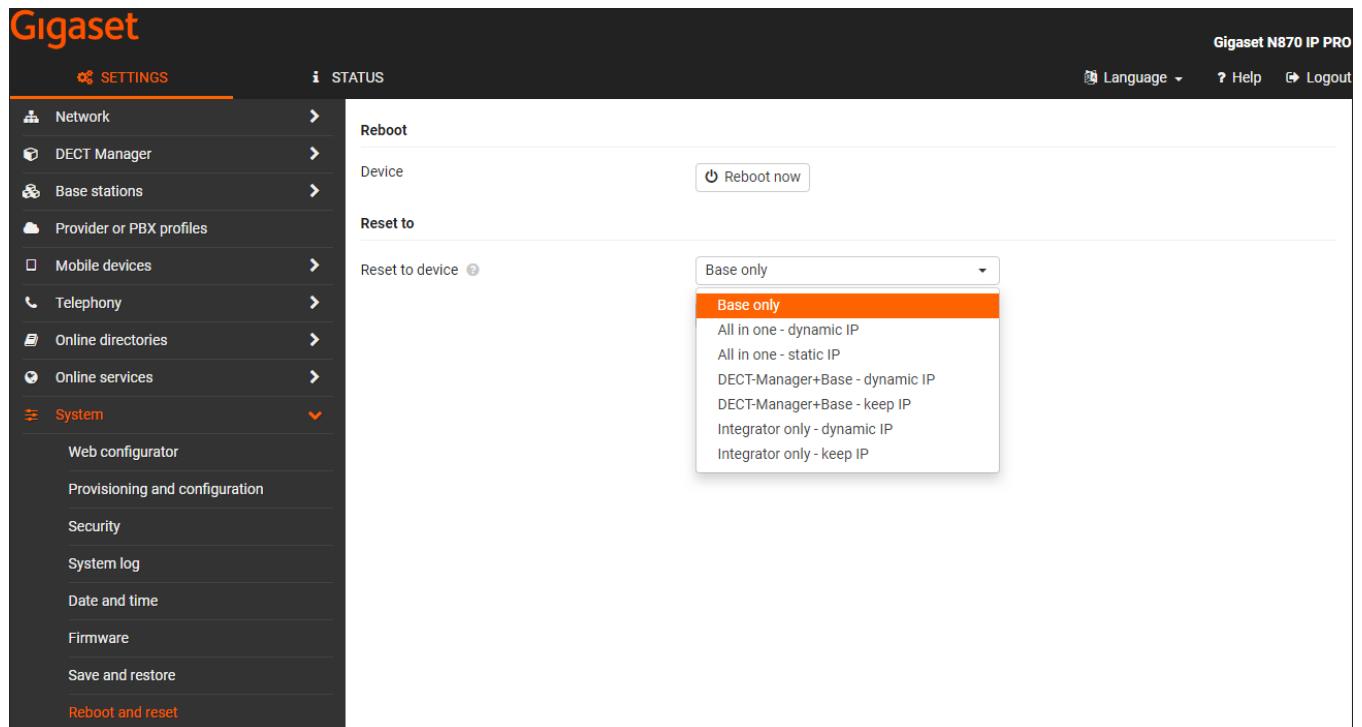 Gigaset
Gigaset N870 IP PRO
SETTINGS
STATUS
Language
Help
Logout
Network
DECT Manager
Base stations
Provider or PBX profiles
Mobile devices
Telephony
Online directories
Online services
System
Web configurator
Provisioning and configuration
Security
System log
Date and time
Firmware
Save and restore
Reboot and reset
Reboot
Device
Reboot now
Reset to
Reset to device
Base only
Base only
All in one - dynamic IP
All in one - static IP
DECT-Manager+Base - dynamic IP
DECT-Manager+Base - keep IP
Integrator only - dynamic IP
Integrator only - keep IP